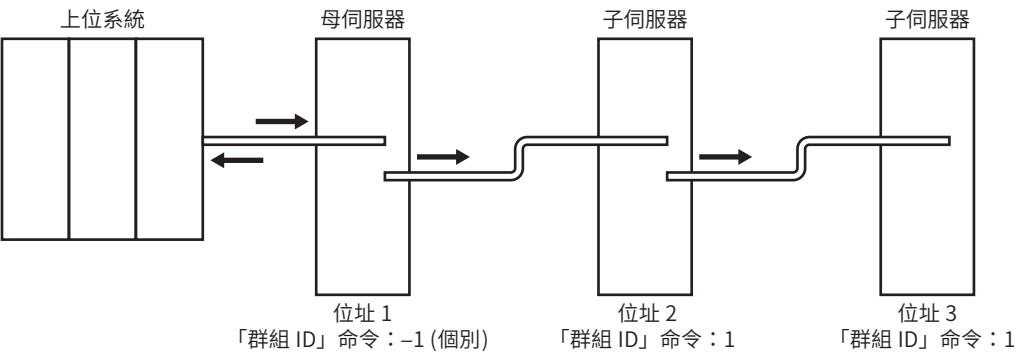 上位系統 母伺服器 子伺服器 子伺服器
位址 1 位址 2 位址 3
「群組 ID」命令：–1 (個別) 「群組 ID」命令：1 「群組 ID」命令：1